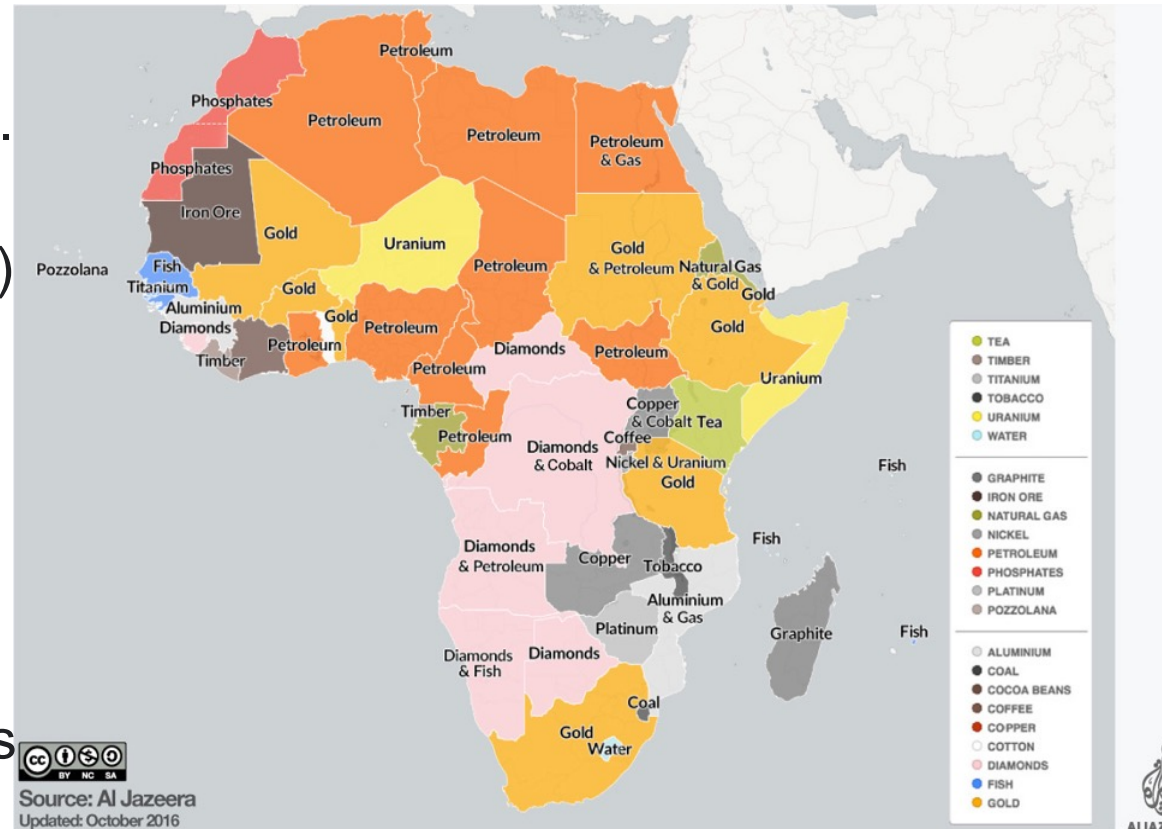 Petroleum
Phosphates
.
Petroleum
Petroleum
Petroleum
& Gas
Phosphates
Iron Ore
Gold
Uranium
Gold
& Petroleum
Natural Gas
& Gold
)
Pozzolana
Fish
Titanium
Petroleum
Gold
Gold
Aluminium
Diamonds
Gold
Petroleum
Gold
Timber
Petroleum
Diamonds
Petroleum
Petroleum
Uranium
Timber
Petroleum
Copper
& Cobalt
Tea
Coffee
Diamonds
& Cobalt
Nickel & Uranium
Gold
Fish
Fish
Diamonds
& Petroleum
Copper
Tobacco
Aluminium
& Gas
Platinum
Graphite
Fish
Diamonds
& Fish
Diamonds
Coal
Gold
Water
TEA
TIMBER
TITANIUM
TOBACCO
URANIUM
WATER
GRAPHITE
IRON ORE
NATURAL GAS
NICKEL
PETROLEUM
PHOSPHATES
PLATINUM
POZZOLANA
ALUMINIUM
COAL
COCOA BEANS
COFFEE
COPPER
COTTON
DIAMONDS
FISH
GOLD
s
cc
BY NC SA
Source: Al Jazeera
Updated: October 2016